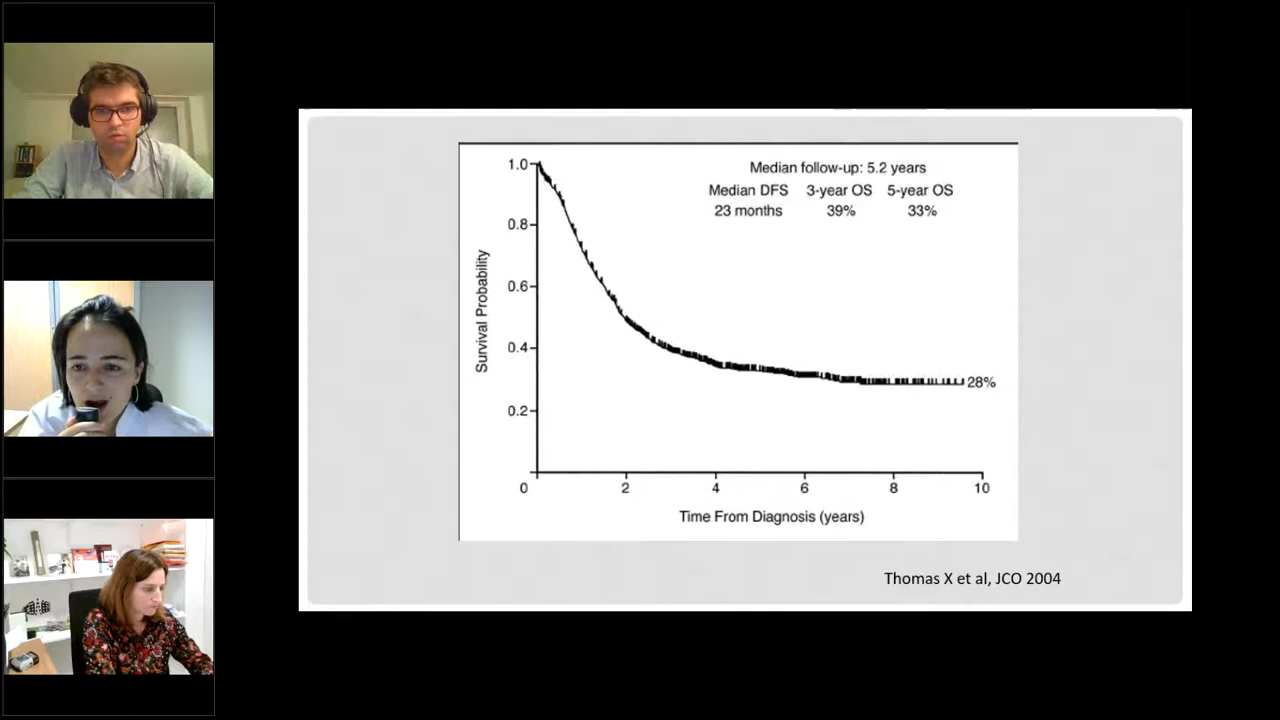 Median follow-up: 5.2 years
Median DFS 3-year OS 5-year OS
23 months 39% 33%
Survival Probability
1.0
0.8
0.6
0.4
0.2
28%
0 2 4 6 8 10
Time From Diagnosis (years)
Thomas X et al, JCO 2004